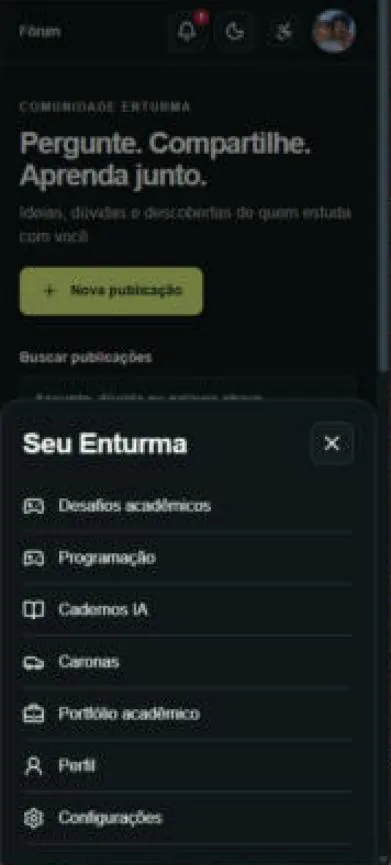 Fórum
COMUNIDADE ENTURMA
Pergunte. Compartilhe.
Aprenda junto.
Ideias, dúvidas e descobertas de quem estuda
com você
+ Nova publicação
Buscar publicações
Seu Enturma
Desafios acadêmicos
Programação
Cadernos IA
Caronas
Portfólio acadêmico
Perfil
Configurações